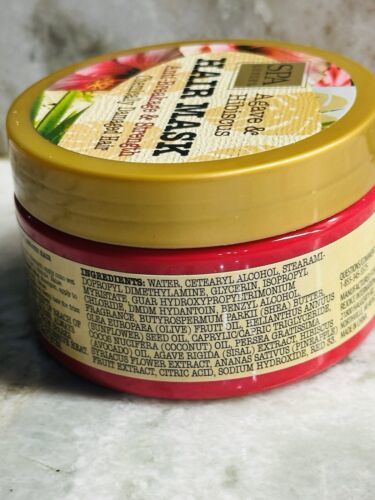 SPA
Agave &
Hibiscus
HAIR MASK
Anti-Breakage & Strength
INGREDIENTS: WATER, CETEARYL ALCOHOL, STEARAMI-
DOPROPYL DIMETHYLAMINE, GLYCERIN, ISOPROPYL
MYRISTATE, GUAR HYDROXYPROPYLTRIMONIUM
CHLORIDE, DMDM HYDANTOIN, BENZYL ALCOHOL,
FRAGRANCE, BUTYROSPERMUM PARKII (SHEA) BUTTER,
OLEA EUROPAEA (OLIVE) FRUIT OIL, HELIANTHUS ANNUUS
(SUNFLOWER) SEED OIL, CAPRYLIC/CAPRIC TRIGLYCERIDE,
COCOS NUCIFERA (COCONUT) OIL, PERSEA GRATISSIMA
(AVOCADO) OIL, AGAVE RIGIDA (SISAL) EXTRACT, HIBISCUS
SYRIACUS FLOWER EXTRACT, ANANAS SATIVUS (PINEAPPLE)
FRUIT EXTRACT, CITRIC ACID, SODIUM HYDROXIDE, RED 33.